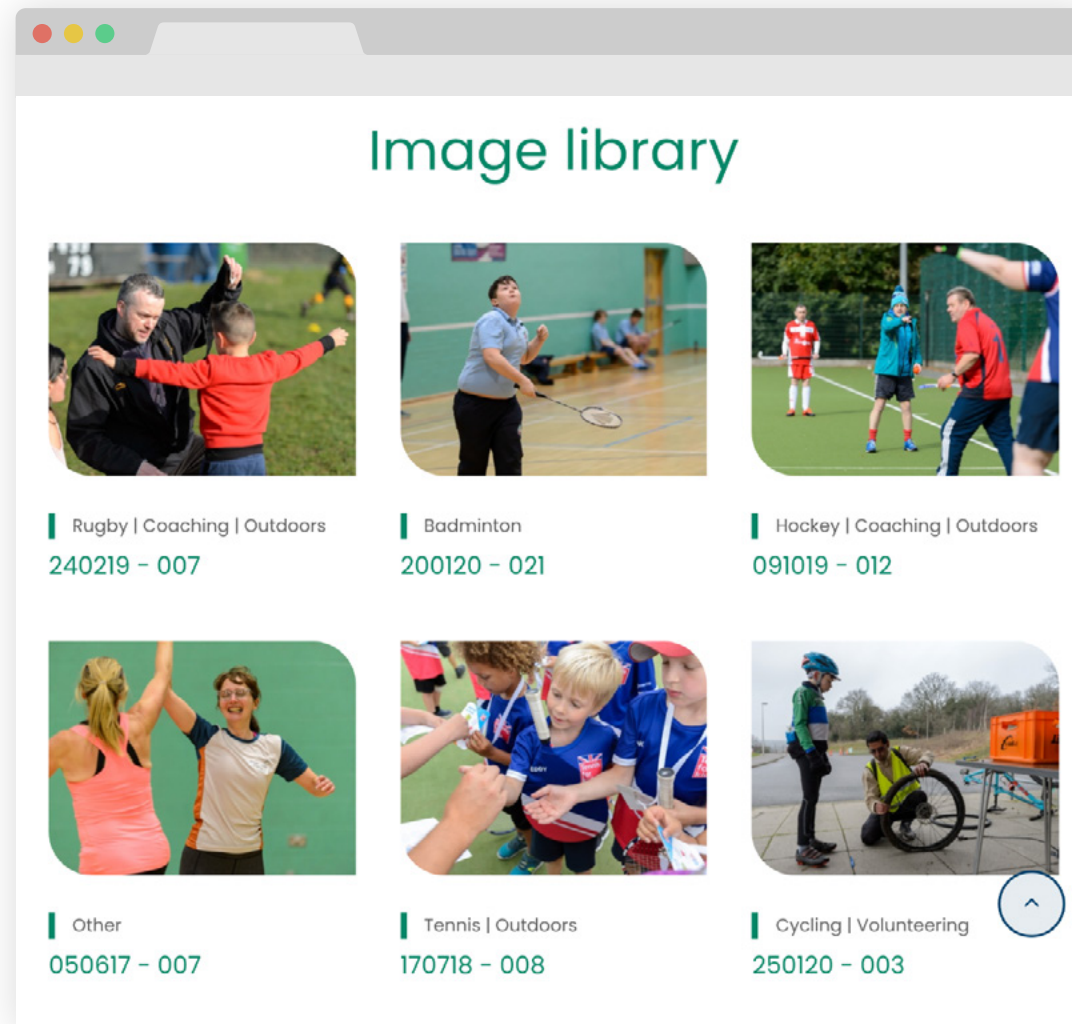 Image library
73
Rugby | Coaching | Outdoors
240219 - 007
Badminton
200120 - 021
Hockey | Coaching | Outdoors
091019 - 012
Other
050617 - 007
Tennis | Outdoors
170718 - 008
Cycling | Volunteering
250120 - 003